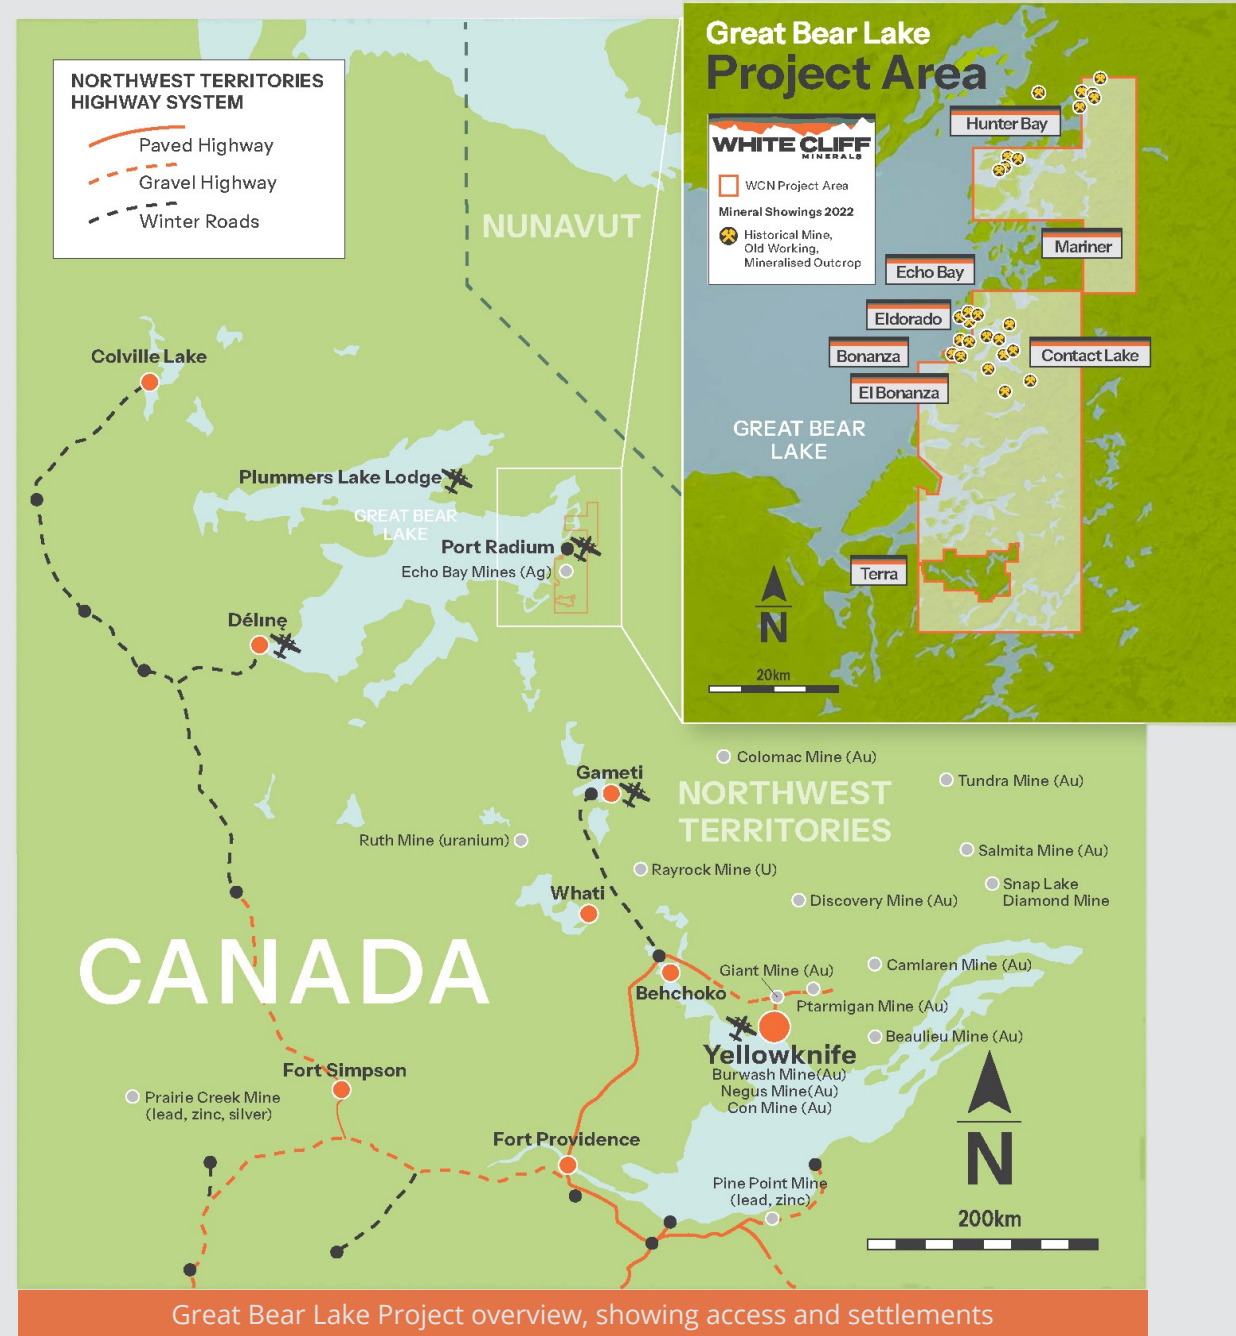 NORTHWEST TERRITORIES
HIGHWAY SYSTEM
Paved Highway
Gravel Highway
Winter Roads
Great Bear Lake
Project Area
WHITE CLIFF
MINERALS
WCN Project Area
Mineral Showings 2022
Historical Mine,
Old Working,
Mineralised Outcrop
Hunter Bay
Mariner
Echo Bay
Eldorado
Bonanza
Contact Lake
El Bonanza
GREAT BEAR
LAKE
Terra
N
20km
NUNAVUT
Colville Lake
Plummers Lake Lodge
GREAT BEAR
LAKE
Port Radium
Echo Bay Mines (Ag)
Délınę
Colomac Mine (Au)
Gameti
Tundra Mine (Au)
NORTHWEST
TERRITORIES
Ruth Mine (uranium)
Salmita Mine (Au)
Rayrock Mine (U)
Snap Lake
Diamond Mine
Whati
Discovery Mine (Au)
CANADA
Giant Mine (Au)
Camlaren Mine (Au)
Behchoko
Ptarmigan Mine (Au)
Beaulieu Mine (Au)
Yellowknife
Burwash Mine(Au)
Negus Mine(Au)
Con Mine (Au)
Fort Simpson
Prairie Creek Mine
(lead, zinc, silver)
Fort Providence
N
Pine Point Mine
(lead, zinc)
200km
Great Bear Lake Project overview, showing access and settlements